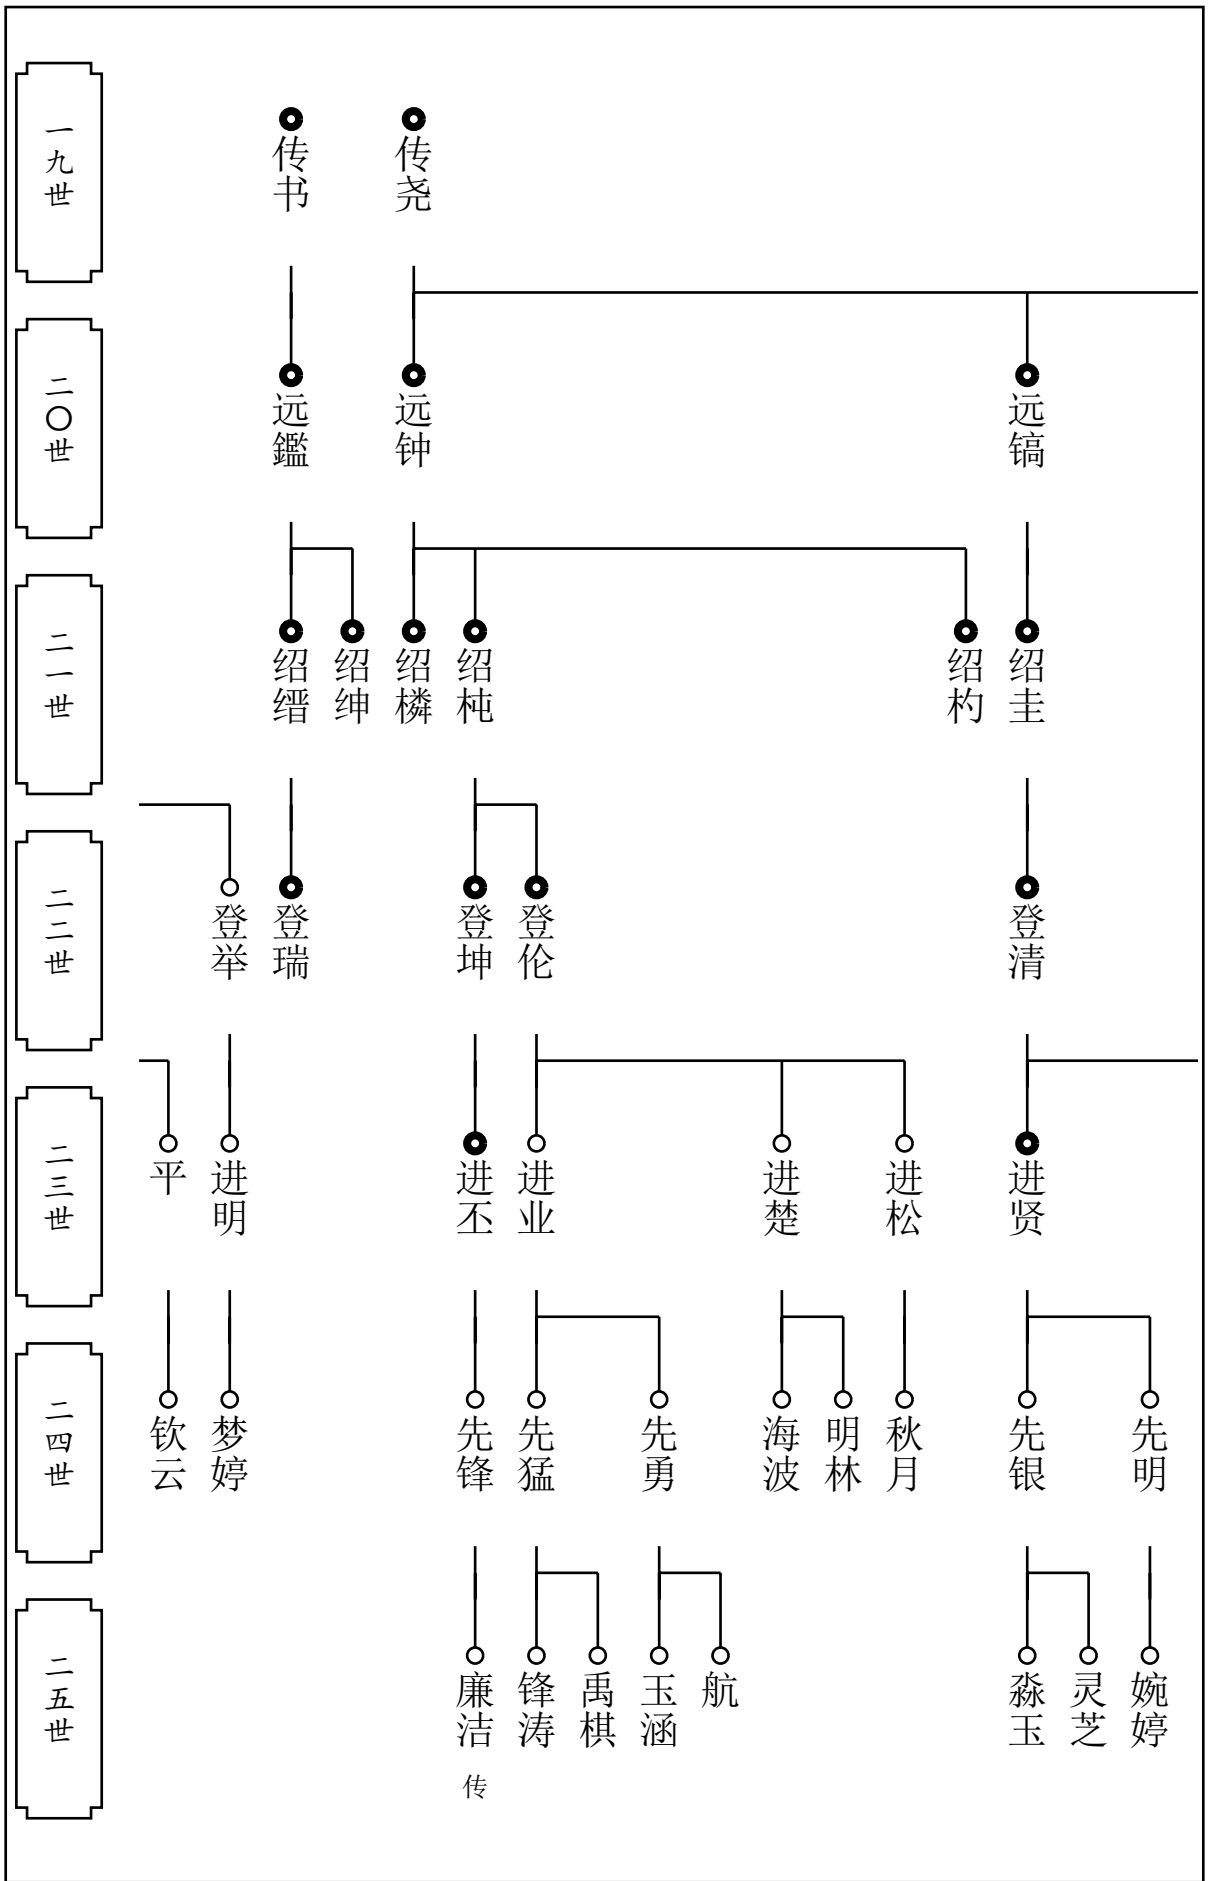 一九世
传书
传尧
二〇世
远鑑
远钟
远镐
二一世
绍缙
绍绅
绍橉
绍杶
绍杓
绍圭
二二世
登举
登瑞
登坤
登伦
登清
二三世
平
进明
进丕
进业
进楚
进松
进贤
二四世
钦云
梦婷
先锋
先猛
先勇
海波
明林
秋月
先银
先明
二五世
廉洁
传
锋涛
禹棋
玉涵
航
淼玉
灵芝
婉婷